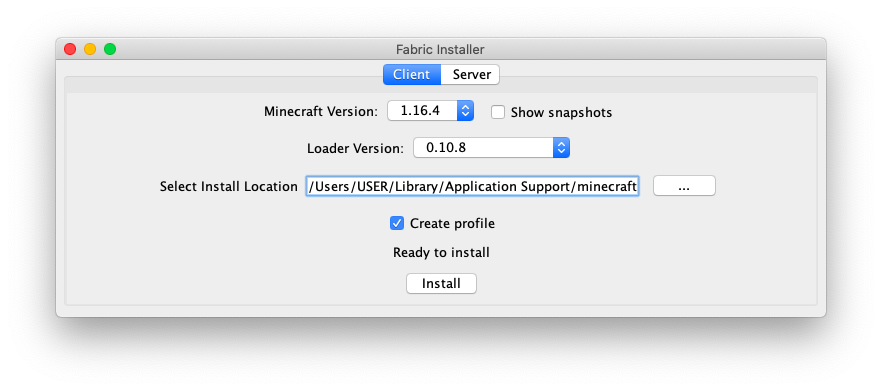 Fabric Installer
Client Server
Minecraft Version: 1.16.4 Show snapshots
Loader Version: 0.10.8
Select Install Location /Users/USER/Library/Application Support/minecraft ...
Create profile
Ready to install
Install